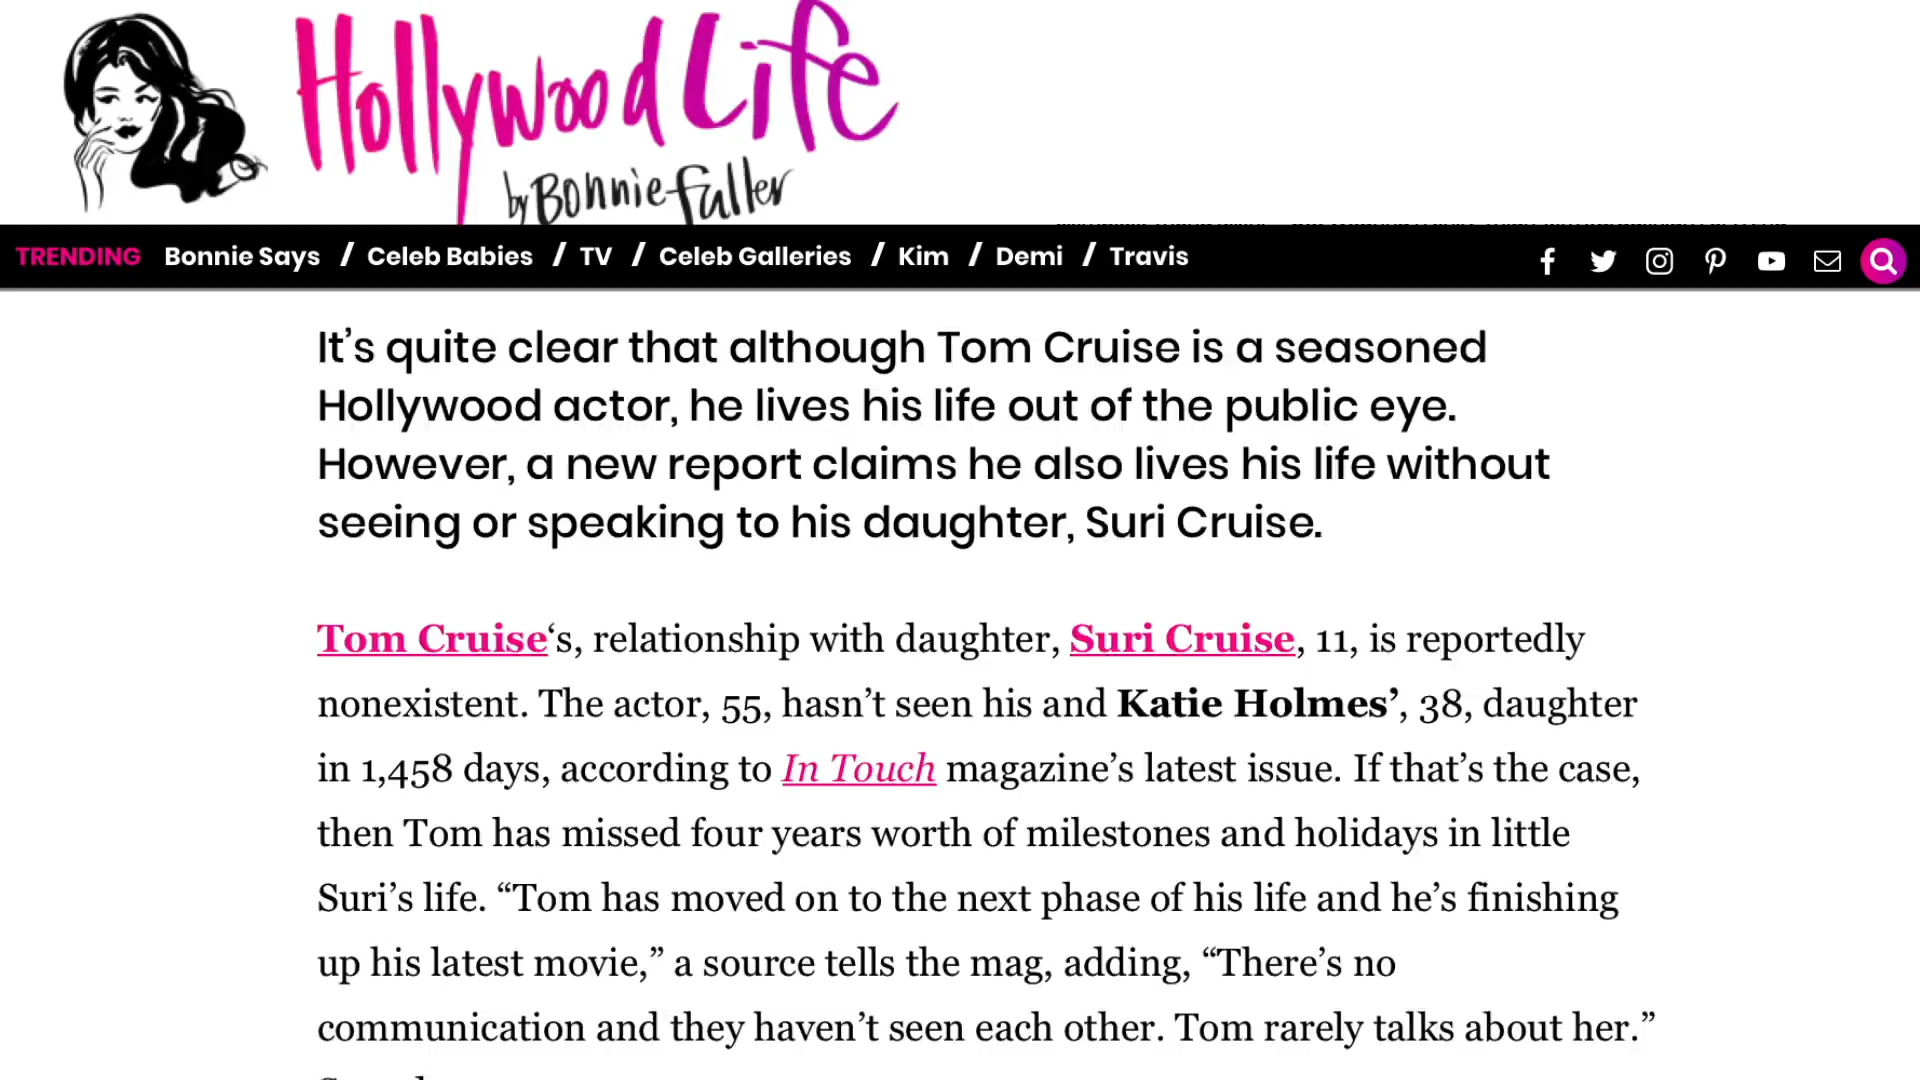 Hollywood Life
by Bonnie Fuller
TRENDING Bonnie Says / Celeb Babies / TV / Celeb Galleries / Kim / Demi / Travis
It’s quite clear that although Tom Cruise is a seasoned
Hollywood actor, he lives his life out of the public eye.
However, a new report claims he also lives his life without
seeing or speaking to his daughter, Suri Cruise.
Tom Cruise‘s, relationship with daughter, Suri Cruise, 11, is reportedly
nonexistent. The actor, 55, hasn’t seen his and Katie Holmes’, 38, daughter
in 1,458 days, according to In Touch magazine’s latest issue. If that’s the case,
then Tom has missed four years worth of milestones and holidays in little
Suri’s life. “Tom has moved on to the next phase of his life and he’s finishing
up his latest movie,” a source tells the mag, adding, “There’s no
communication and they haven’t seen each other. Tom rarely talks about her.”